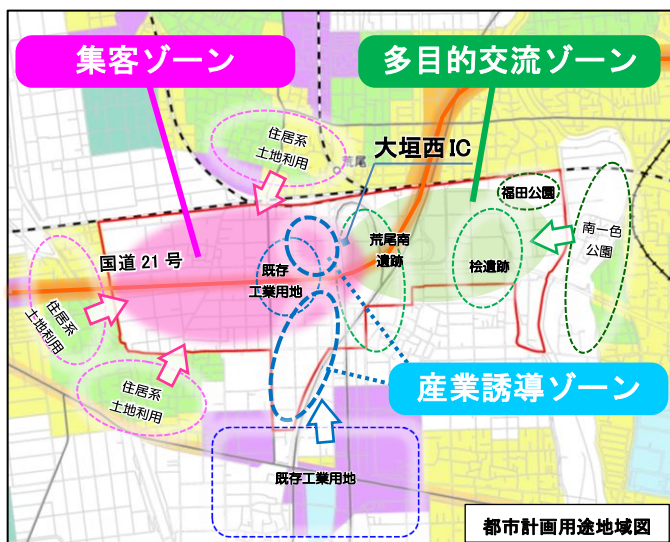 集客ゾーン
多目的交流ゾーン
住居系
土地利用
荒尾
大垣西IC
福田公園
南一色
公園
荒尾南
遺跡
桧遺跡
国道21号
既存
工業用地
住居系
土地利用
住居系
土地利用
産業誘導ゾーン
既存工業用地
都市計画用途地域図